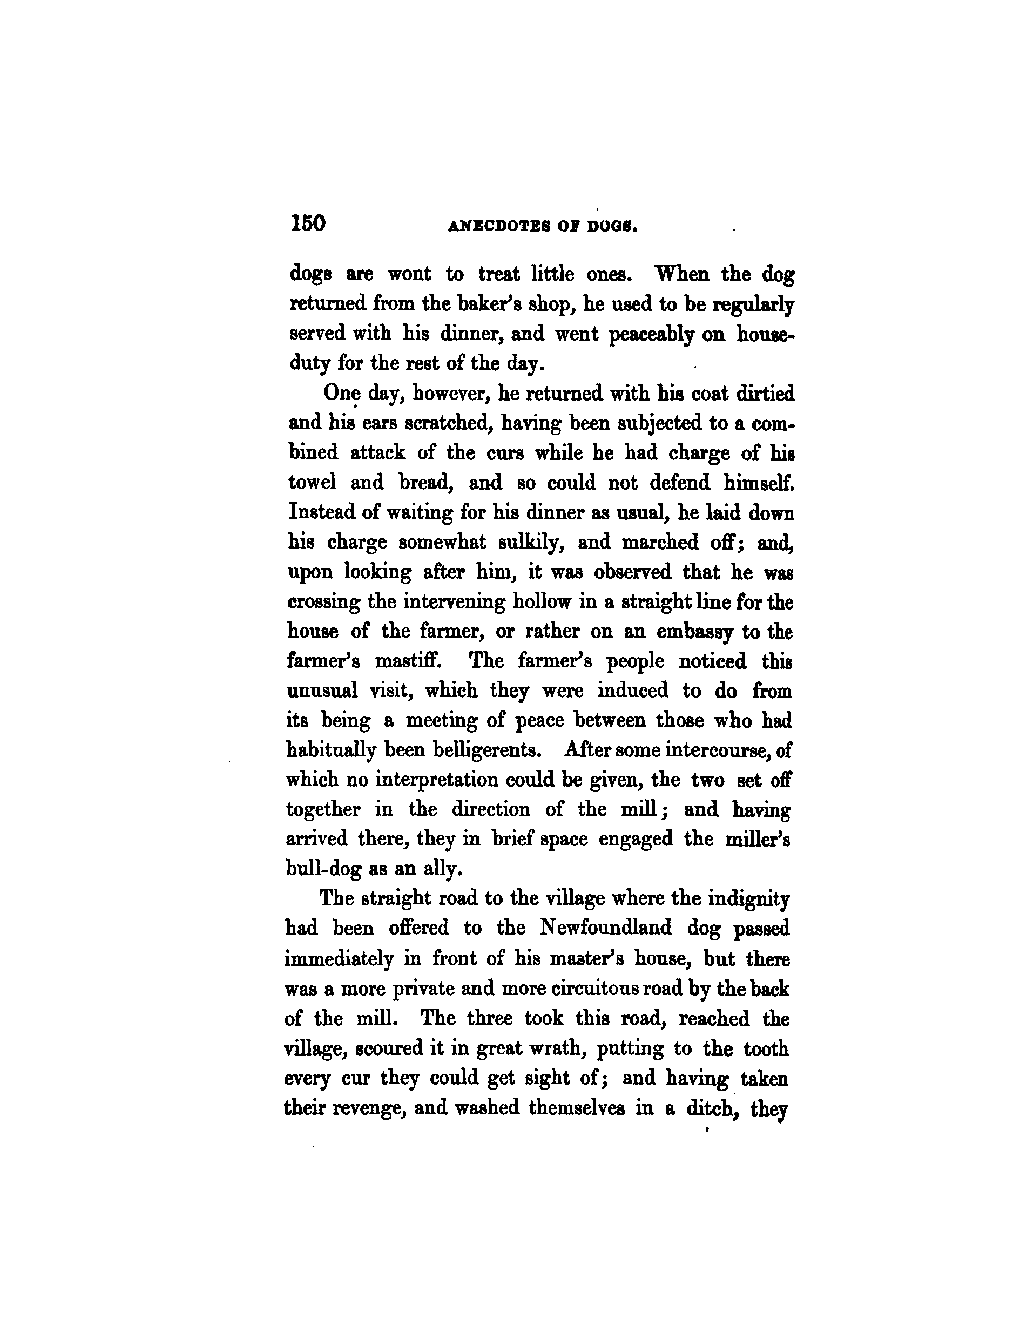 150 ANECDOTES OF DOGS.
dogs are wont to treat little ones. When the dog
returned from the baker's shop, he used to be regularly
served with his dinner, and went peaceably on house-
duty for the rest of the day.
One day, however, he returned with his coat dirtied
and his ears scratched, having been subjected to a com-
bined attack of the curs while he had charge of his
towel and bread, and so could not defend himself.
Instead of waiting for his dinner as usual, he laid down
his charge somewhat sulkily, and marched off; and,
upon looking after him, it was observed that he was
crossing the intervening hollow in a straight line for the
house of the farmer, or rather on an embassy to the
farmer's mastiff. The farmer's people noticed this
unusual visit, which they were induced to do from
its being a meeting of peace between those who had
habitually been belligerents. After some intercourse, of
which no interpretation could be given, the two set off
together in the direction of the mill; and having
arrived there, they in brief space engaged the miller's
bull-dog as an ally.
The straight road to the village where the indignity
had been offered to the Newfoundland dog passed
immediately in front of his master's house, but there
was a more private and more circuitous road by the back
of the mill. The three took this road, reached the
village, scoured it in great wrath, putting to the tooth
every cur they could get sight of; and having taken
their revenge, and washed themselves in a ditch, they